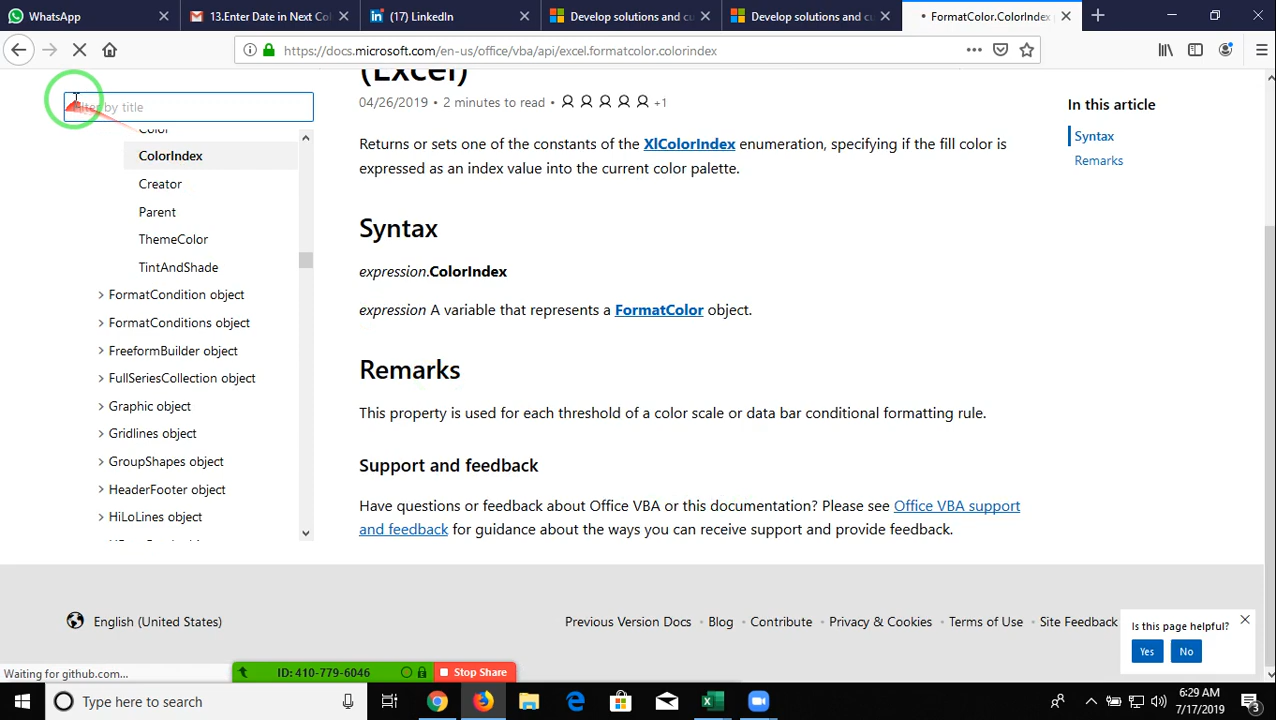 WhatsApp
13.Enter Date in Next Co
(17) LinkedIn
Develop solutions and cu
Develop solutions and cu
FormatColor.ColorIndex
https://docs.microsoft.com/en-us/office/vba/api/excel.formatcolor.colorindex
(Excel)
04/26/2019 • 2 minutes to read •
+1
In this article
Syntax
Remarks
Filter by title
Color
ColorIndex
Creator
Parent
ThemeColor
TintAndShade
FormatCondition object
FormatConditions object
FreeformBuilder object
FullSeriesCollection object
Graphic object
Gridlines object
GroupShapes object
HeaderFooter object
HiLoLines object
Returns or sets one of the constants of the XlColorIndex enumeration, specifying if the fill color is
expressed as an index value into the current color palette.
Syntax
expression.ColorIndex
expression A variable that represents a FormatColor object.
Remarks
This property is used for each threshold of a color scale or data bar conditional formatting rule.
Support and feedback
Have questions or feedback about Office VBA or this documentation? Please see Office VBA support
and feedback for guidance about the ways you can receive support and provide feedback.
English (United States)
Previous Version Docs • Blog • Contribute • Privacy & Cookies • Terms of Use • Site Feedback
Is this page helpful?
Yes
No
Waiting for github.com...
ID: 410-779-6046
Stop Share
Type here to search
6:29 AM
7/17/2019
3